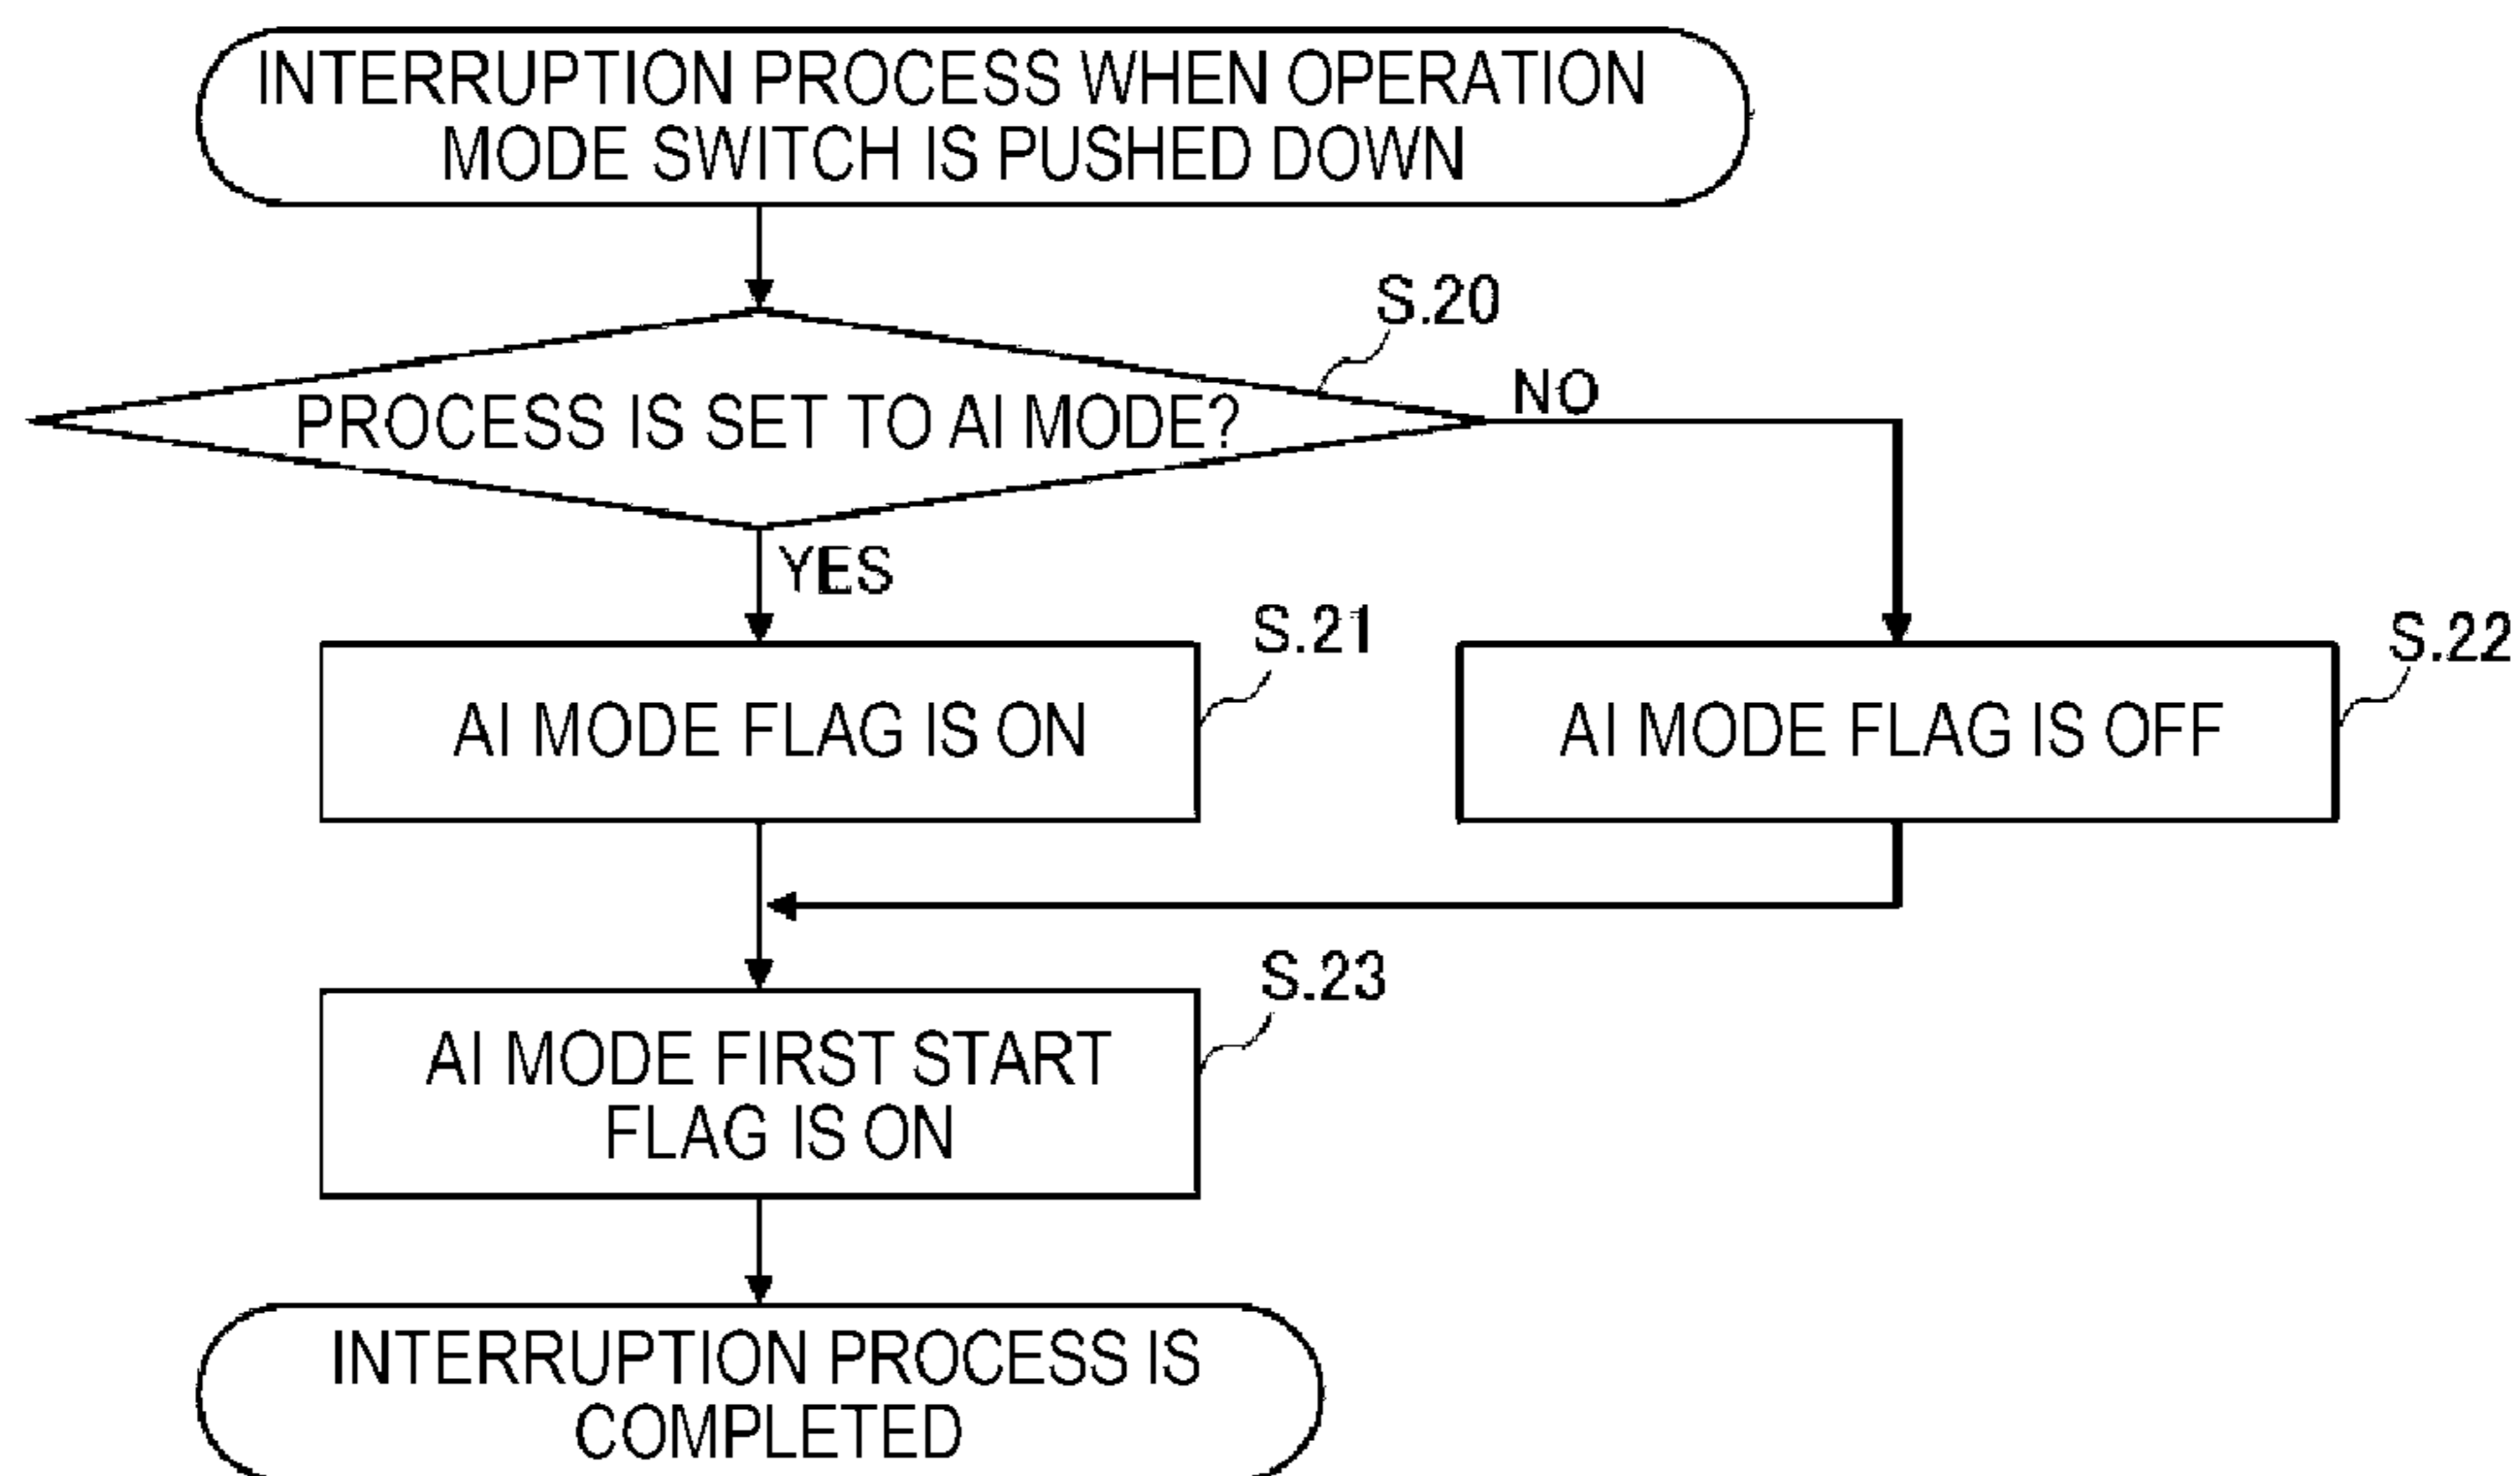 INTERRUPTION PROCESS WHEN OPERATION
MODE SWITCH IS PUSHED DOWN
S.20
PROCESS IS SET TO AI MODE?
NO
YES
S.21
AI MODE FLAG IS ON
S.22
AI MODE FLAG IS OFF
S.23
AI MODE FIRST START
FLAG IS ON
INTERRUPTION PROCESS IS
COMPLETED